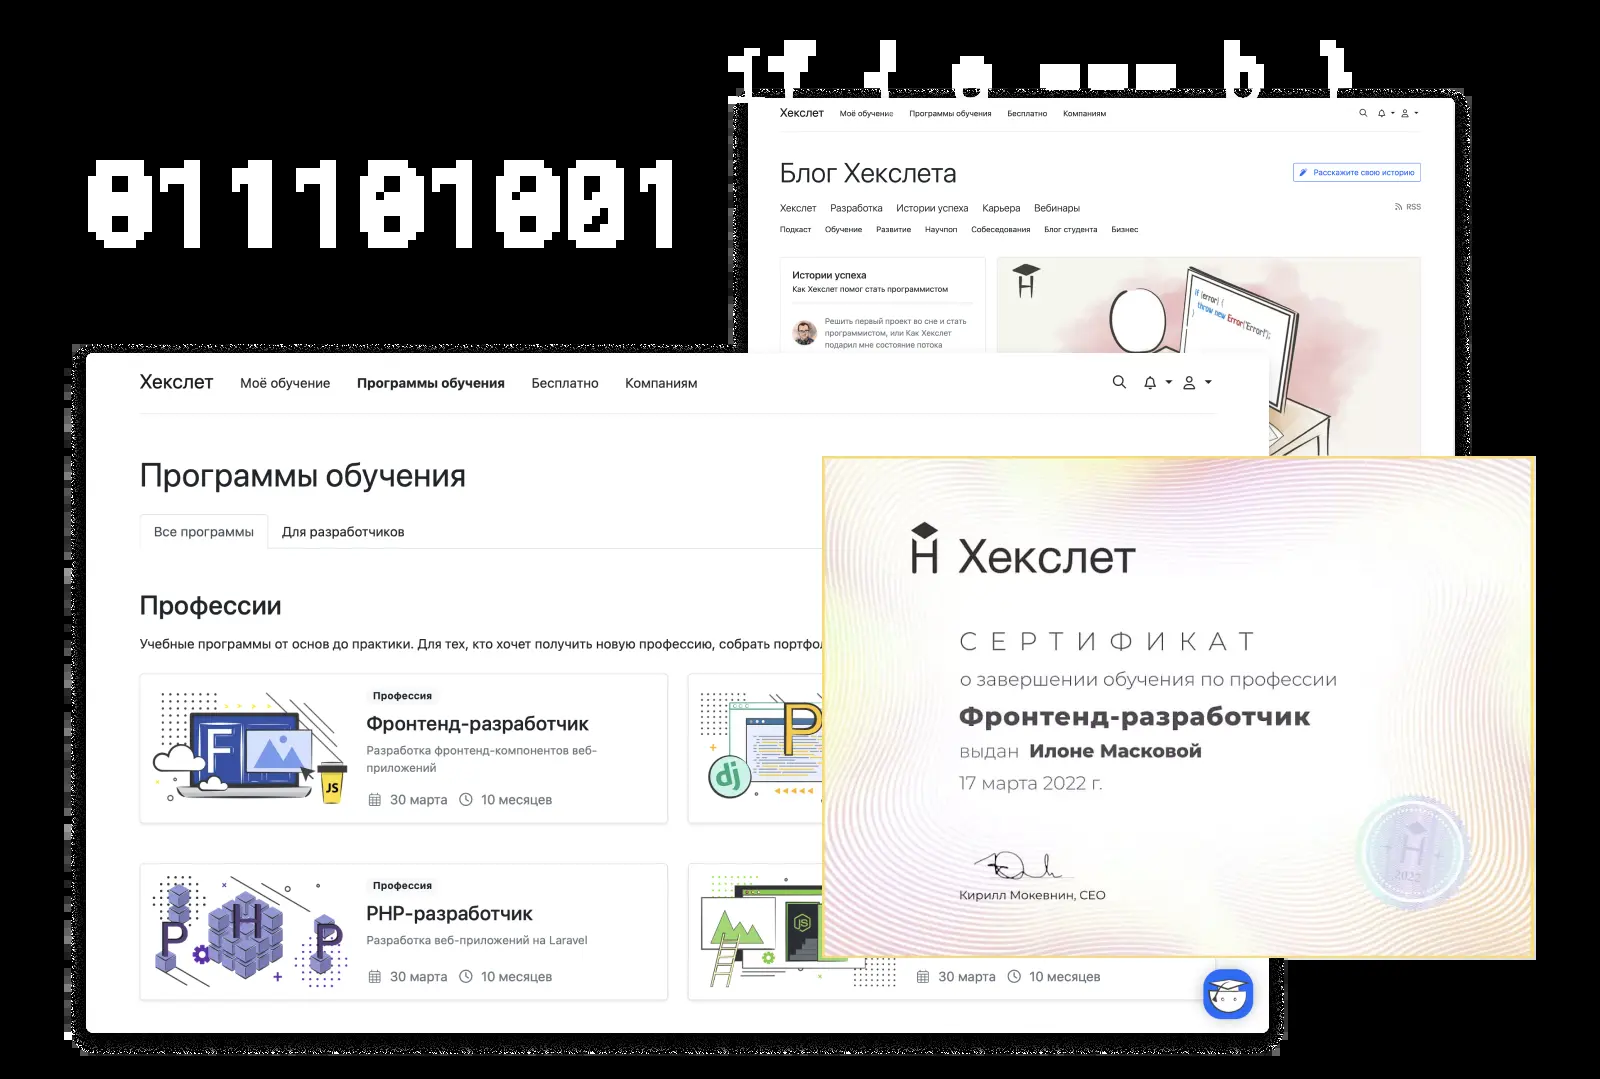 if ( a === b )
011101001
Хекслет Моё обучение Программы обучения Бесплатно Компаниям
Блог Хекслета
Расскажите свою историю
Хекслет Разработка Истории успеха Карьера Вебинары
RSS
Подкаст Обучение Развитие Научпоп Собеседования Блог студента Бизнес
Истории успеха
Как Хекслет помог стать программистом
Решить первый проект во сне и стать
программистом, или Как Хекслет
подарил мне состояние потока
H
if (error) {
throw new Error('Error!');
}
Хекслет Моё обучение Программы обучения Бесплатно Компаниям
Программы обучения
Все программы Для разработчиков
Профессии
Учебные программы от основ до практики. Для тех, кто хочет получить новую профессию, собрать портфо
F
JS
Профессия
Фронтенд-разработчик
Разработка фронтенд-компонентов веб-
приложений
30 марта 10 месяцев
P
dj
P H P
Профессия
PHP-разработчик
Разработка веб-приложений на Laravel
30 марта 10 месяцев
JS
30 марта 10 месяцев
H Хекслет
СЕРТИФИКАТ
о завершении обучения по профессии
Фронтенд-разработчик
выдан Илоне Масковой
17 марта 2022 г.
Кирилл Мокевнин, CEO
H
2022